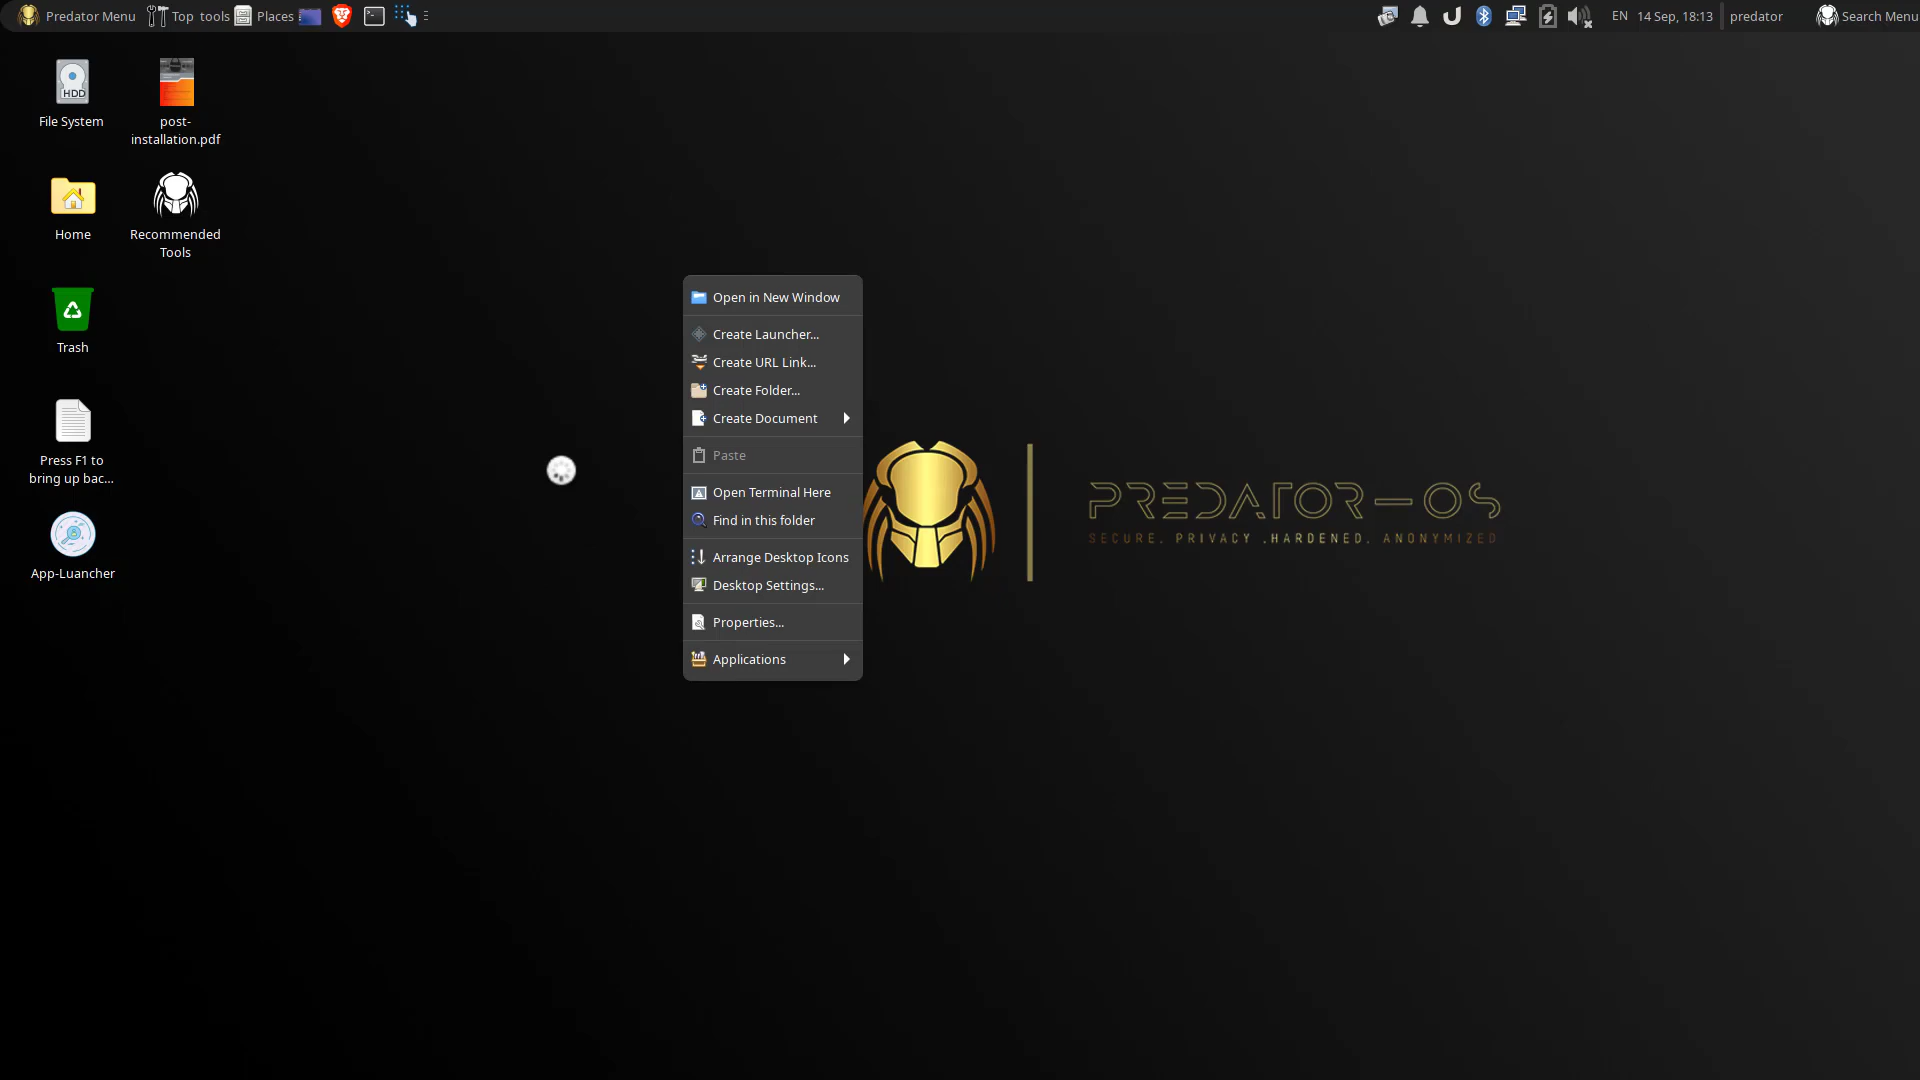 Predator Menu
Top tools
Places
EN
14 Sep, 18:13
predator
Search Menu
HDD
File System
post-
installation.pdf
Home
Recommended
Tools
Trash
Press F1 to
bring up bac...
App-Luancher
Open in New Window
Create Launcher...
Create URL Link...
Create Folder...
Create Document
Paste
Open Terminal Here
Find in this folder
Arrange Desktop Icons
Desktop Settings...
Properties...
Applications
PREDATOR-OS
SECURE. PRIVACY .HARDENED. ANONYMIZED